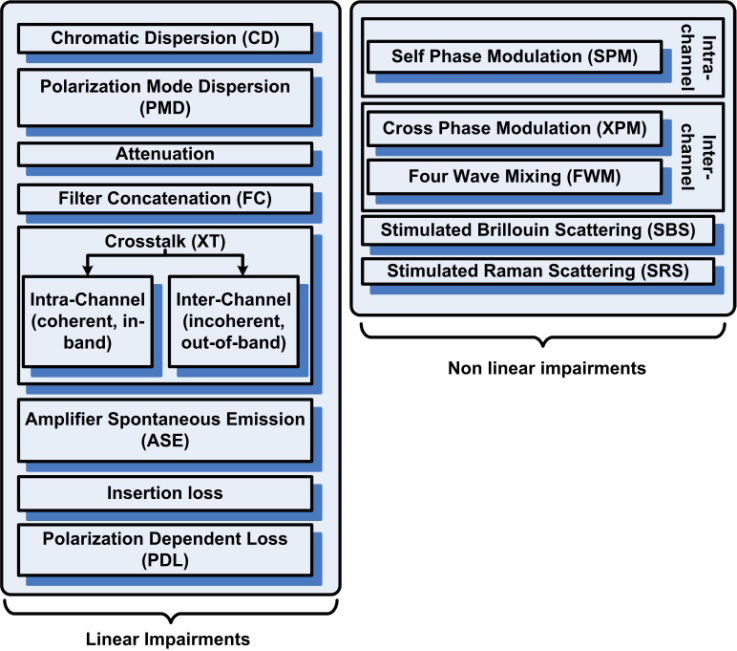 Chromatic Dispersion (CD)
Polarization Mode Dispersion
(PMD)
Attenuation
Filter Concatenation (FC)
Crosstalk (XT)
Intra-Channel
(coherent, in-
band)
Inter-Channel
(incoherent,
out-of-band)
Amplifier Spontaneous Emission
(ASE)
Insertion loss
Polarization Dependent Loss
(PDL)
Linear Impairments
Self Phase Modulation (SPM)
Intra-
channel
Cross Phase Modulation (XPM)
Four Wave Mixing (FWM)
Inter-
channel
Stimulated Brillouin Scattering (SBS)
Stimulated Raman Scattering (SRS)
Non linear impairments